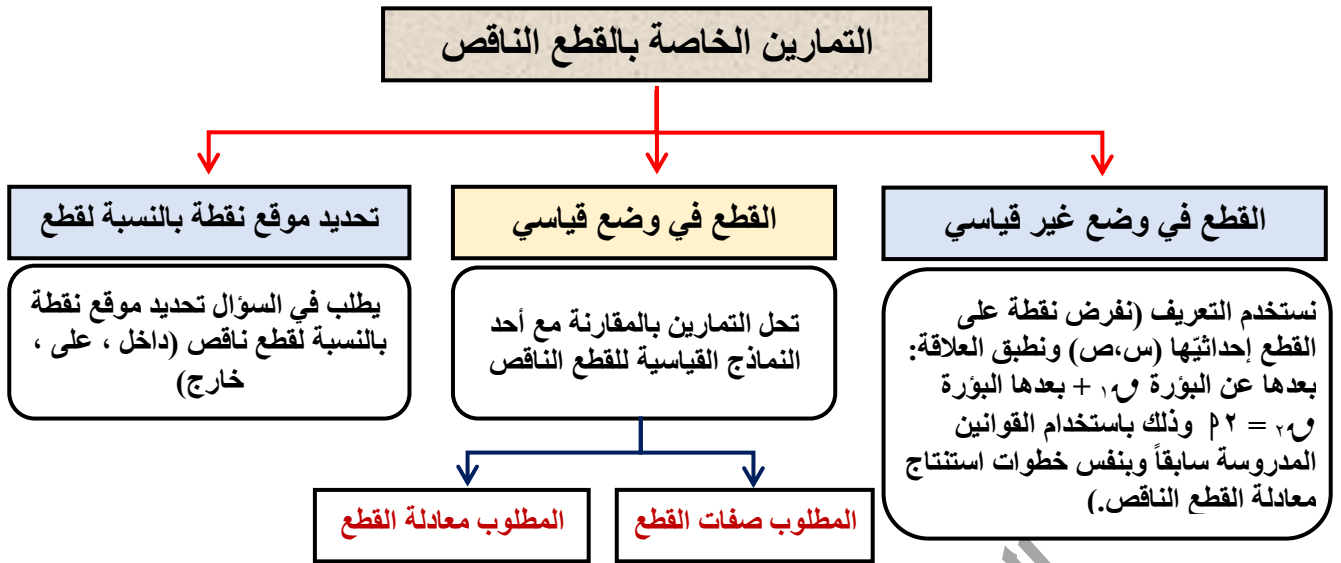 التمارين الخاصة بالقطع الناقص
القطع في وضع غير قياسي
نستخدم التعريف (نفرض نقطة على
القطع إحداثيّها (س،ص) ونطبق العلاقة:
بعدها عن البؤرة ق١ + بعدها البؤرة
ق٢ = ٢أ وذلك باستخدام القوانين
المدروسة سابقاً وبنفس خطوات استنتاج
معادلة القطع الناقص.)
القطع في وضع قياسي
تحل التمارين بالمقارنة مع أحد
النماذج القياسية للقطع الناقص
المطلوب صفات القطع
المطلوب معادلة القطع
تحديد موقع نقطة بالنسبة لقطع
يطلب في السؤال تحديد موقع نقطة
بالنسبة لقطع ناقص (داخل ، على ،
خارج)